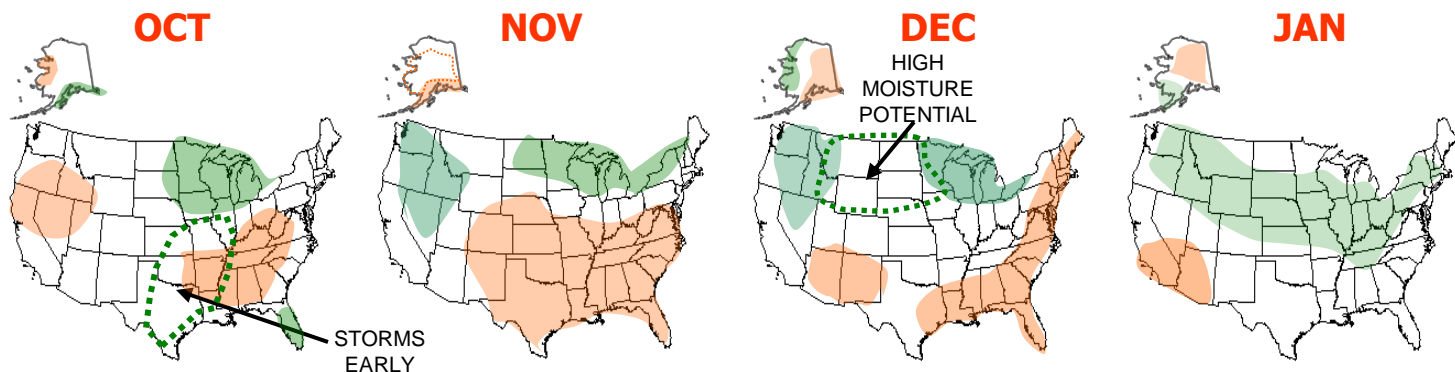 OCT
NOV
DEC
JAN
HIGH
MOISTURE
POTENTIAL
STORMS
EARLY